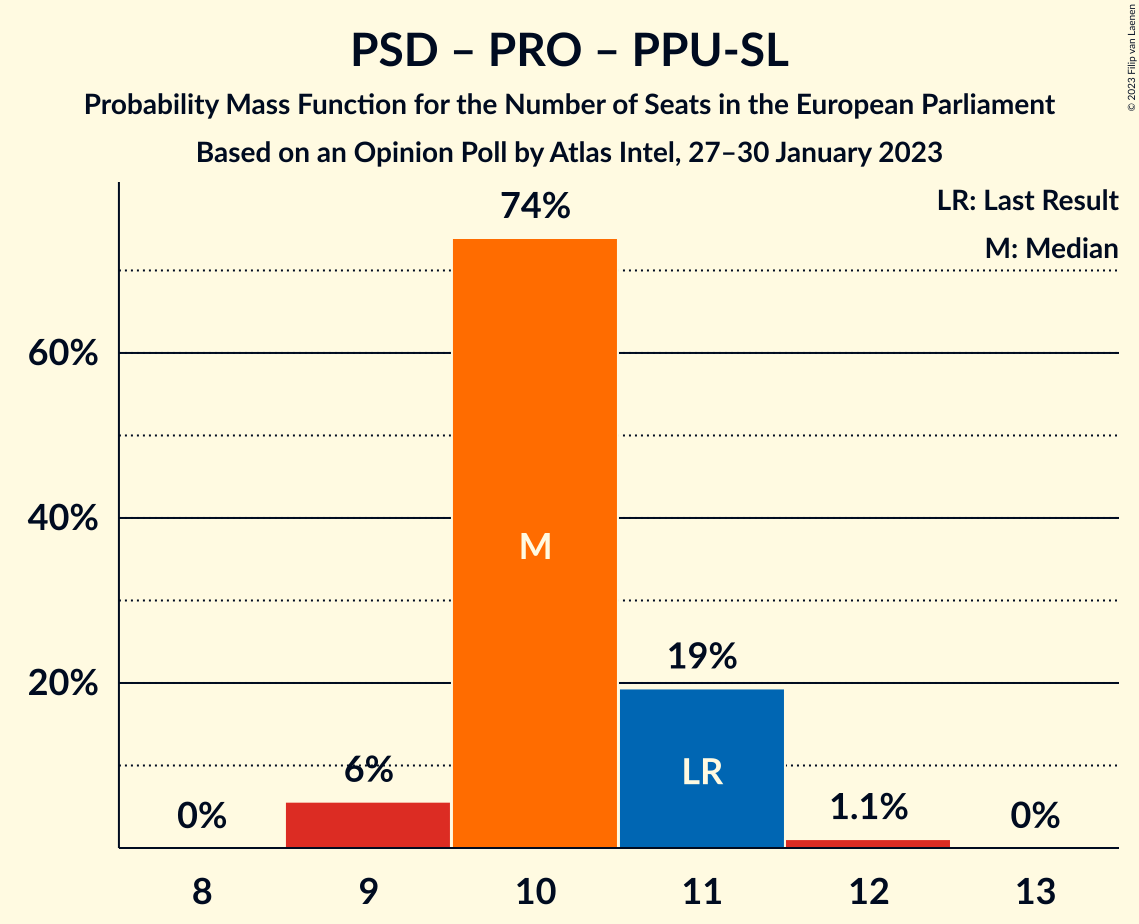 PSD – PRO – PPU-SL
Probability Mass Function for the Number of Seats in the European Parliament
Based on an Opinion Poll by Atlas Intel, 27–30 January 2023
© 2023 Filip van Laenen
LR: Last Result
M: Median
74%
60%
40%
M
19%
20%
LR
6%
0%
1.1%
0%
8 9 10 11 12 13